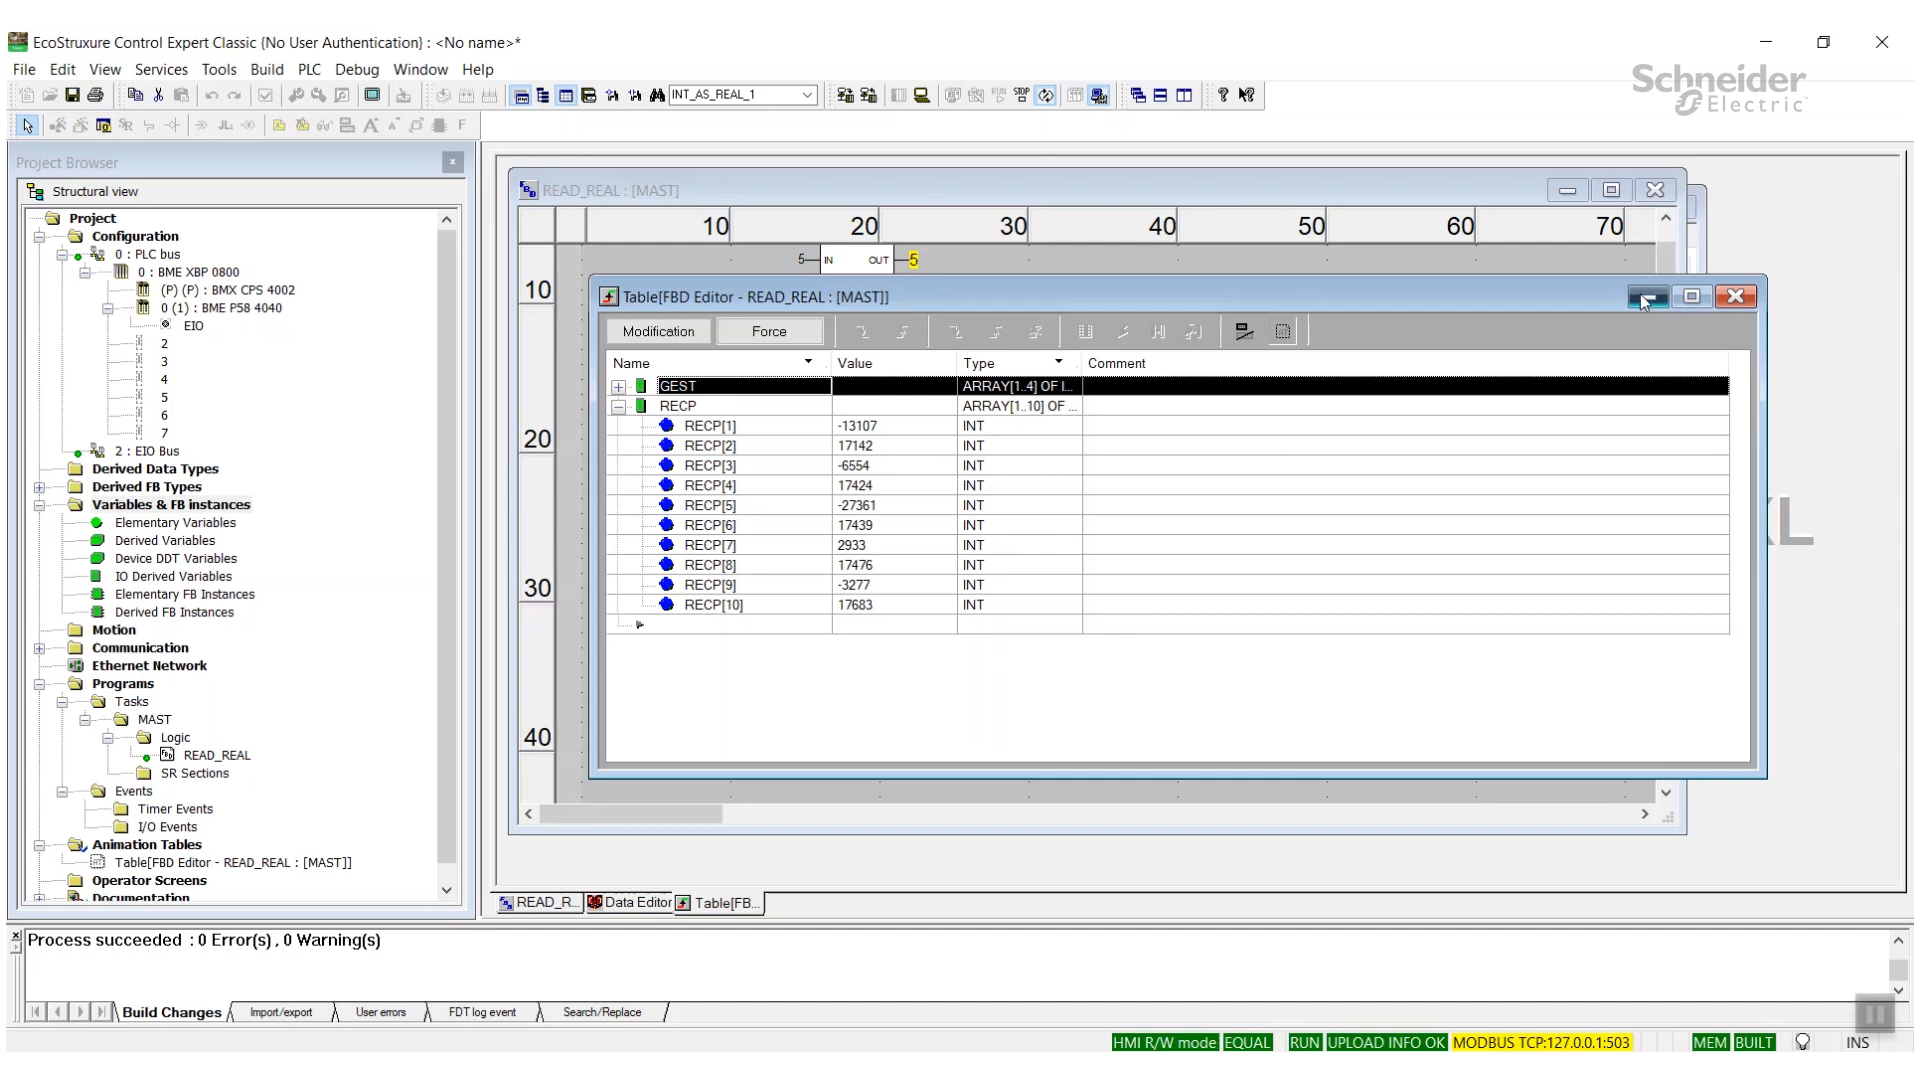 EcoStruxure Control Expert Classic {No User Authentication} : <No name>*
File Edit View Services Tools Build PLC Debug Window Help
Schneider Electric
INT_AS_REAL_1
Project Browser
Structural view
Project
Configuration
0 : PLC bus
0 : BME XBP 0800
(P) (P) : BMX CPS 4002
0 (1) : BME P58 4040
EIO
2
3
4
5
6
7
2 : EIO Bus
Derived Data Types
Derived FB Types
Variables & FB instances
Elementary Variables
Derived Variables
Device DDT Variables
IO Derived Variables
Elementary FB Instances
Derived FB Instances
Motion
Communication
Ethernet Network
Programs
Tasks
MAST
Logic
READ_REAL
SR Sections
Events
Timer Events
I/O Events
Animation Tables
Table[FBD Editor - READ_REAL : [MAST]]
Operator Screens
Documentation
READ_REAL : [MAST]
10 20 30 40 50 60 70
5 IN OUT 5
10
20
30
40
Table[FBD Editor - READ_REAL : [MAST]]
Modification Force
Name Value Type Comment
GEST ARRAY[1..4] OF I...
RECP ARRAY[1..10] OF ...
RECP[1] -13107 INT
RECP[2] 17142 INT
RECP[3] -6554 INT
RECP[4] 17424 INT
RECP[5] -27361 INT
RECP[6] 17439 INT
RECP[7] 2933 INT
RECP[8] 17476 INT
RECP[9] -3277 INT
RECP[10] 17683 INT
XL
READ_R... Data Editor Table[FB...
Process succeeded : 0 Error(s) , 0 Warning(s)
Build Changes Import/export User errors FDT log event Search/Replace
HMI R/W mode EQUAL RUN UPLOAD INFO OK MODBUS TCP:127.0.0.1:503 MEM BUILT INS